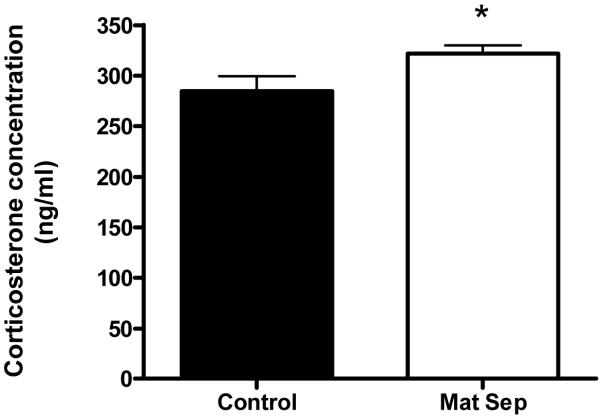 Corticosterone concentration
(ng/ml)
350
300
250
200
150
100
50
0
*
Control
Mat Sep